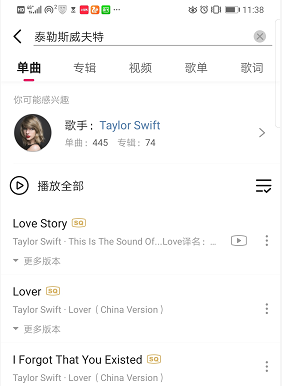 11:38
泰勒斯威夫特
单曲 专辑 视频 歌单 歌词
你可能感兴趣
歌手：Taylor Swift
单曲：445 专辑：74
播放全部
Love Story SQ
Taylor Swift · This Is The Sound Of...Love译名：...
更多版本
Lover SQ
Taylor Swift · Lover（China Version）
更多版本
I Forgot That You Existed SQ
Taylor Swift · Lover（China Version）